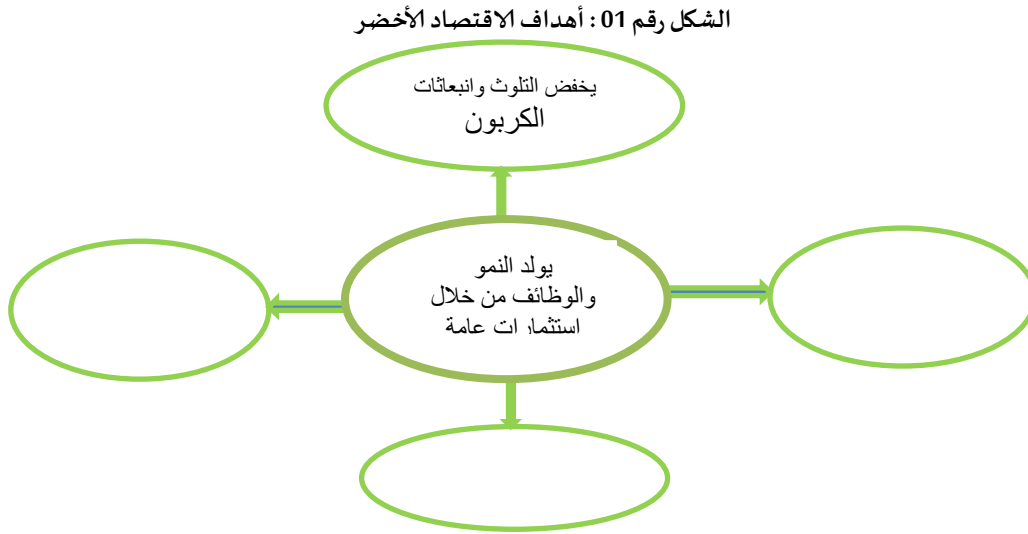 الشكل رقم 01 : أهداف الاقتصاد الأخضر
يخفض التلوث وانبعاثات
الكربون
يولد النمو
والوظائف من خلال
استثمارات عامة